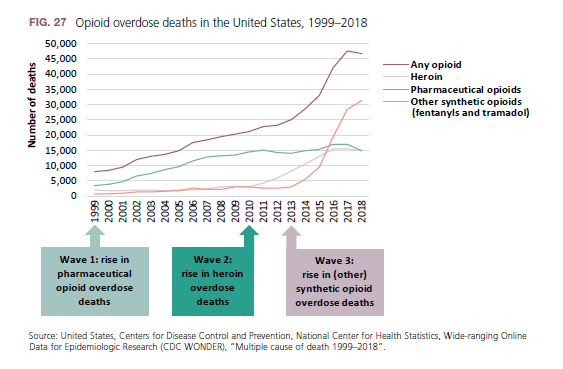 FIG. 27 Opioid overdose deaths in the United States, 1999–2018
50,000
45,000
40,000
35,000
30,000
25,000
20,000
15,000
10,000
5,000
0
Number of deaths
Any opioid
Heroin
Pharmaceutical opioids
Other synthetic opioids
(fentanyls and tramadol)
1999
2000
2001
2002
2003
2004
2005
2006
2007
2008
2009
2010
2011
2012
2013
2014
2015
2016
2017
2018
Wave 1: rise in
pharmaceutical
opioid overdose
deaths
Wave 2:
rise in heroin
overdose
deaths
Wave 3:
rise in (other)
synthetic opioid
overdose deaths
Source: United States, Centers for Disease Control and Prevention, National Center for Health Statistics, Wide-ranging Online
Data for Epidemiologic Research (CDC WONDER), “Multiple cause of death 1999–2018”.